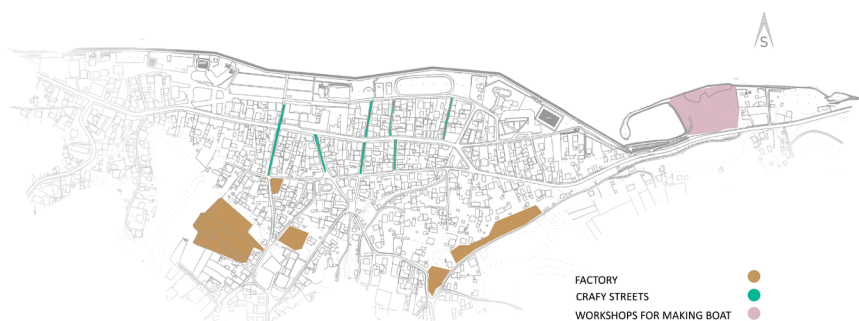 S
FACTORY
CRAFY STREETS
WORKSHOPS FOR MAKING BOAT